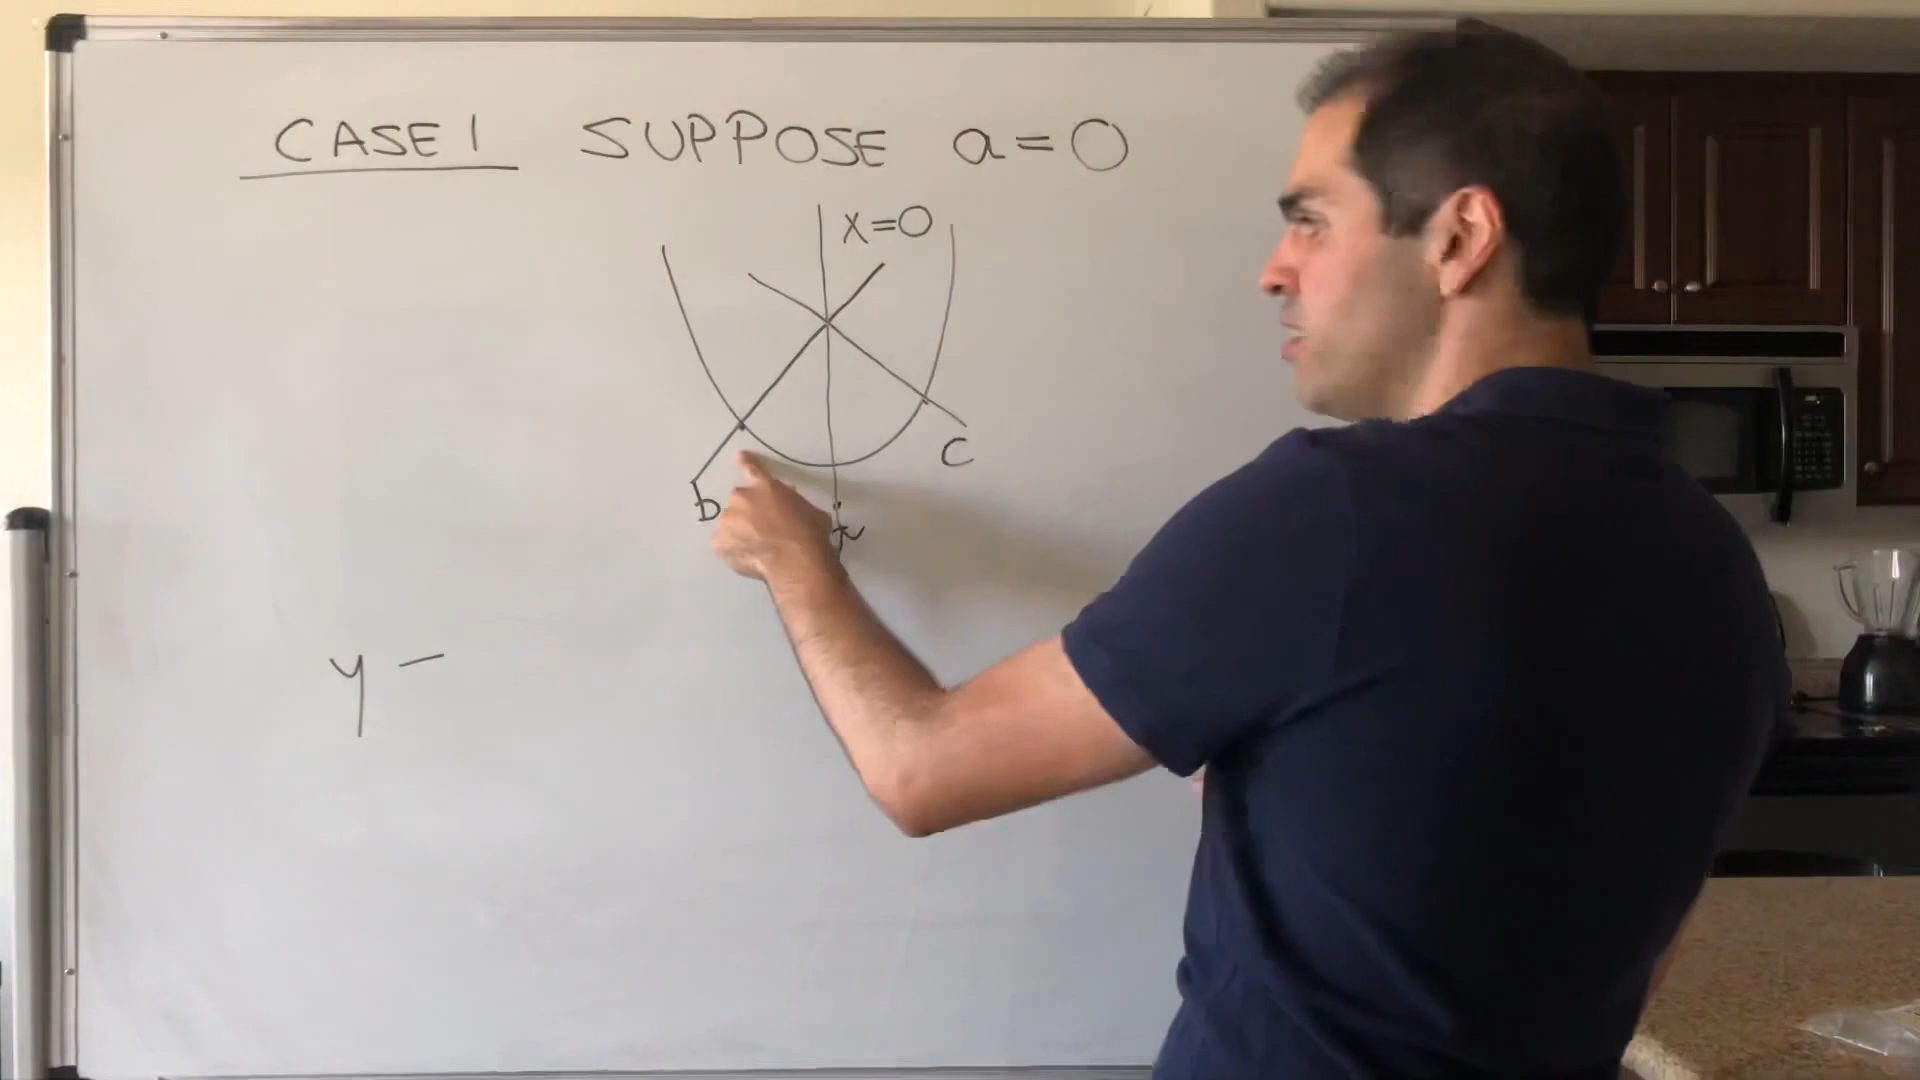 CASE 1 SUPPOSE a = 0
x=0
C
b
y -